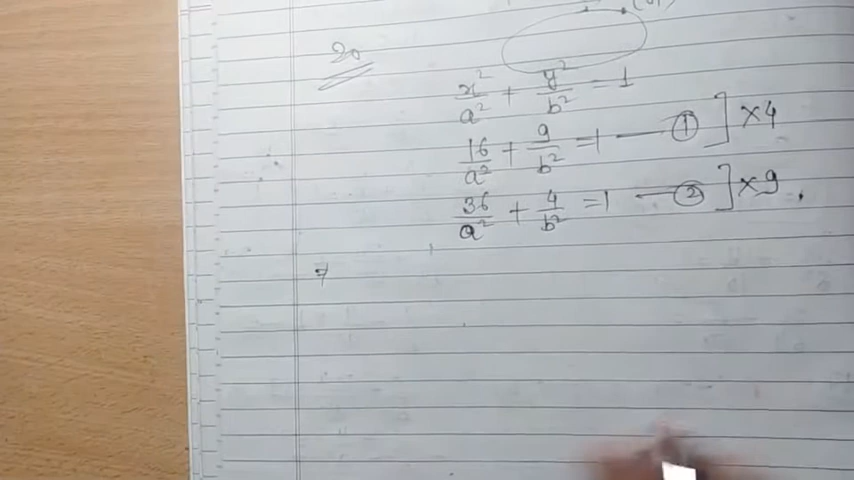 20
x²/a² + y²/b² = 1
16/a² + 9/b² = 1 — ① ] ×4
36/a² + 4/b² = 1 — ② ] ×9